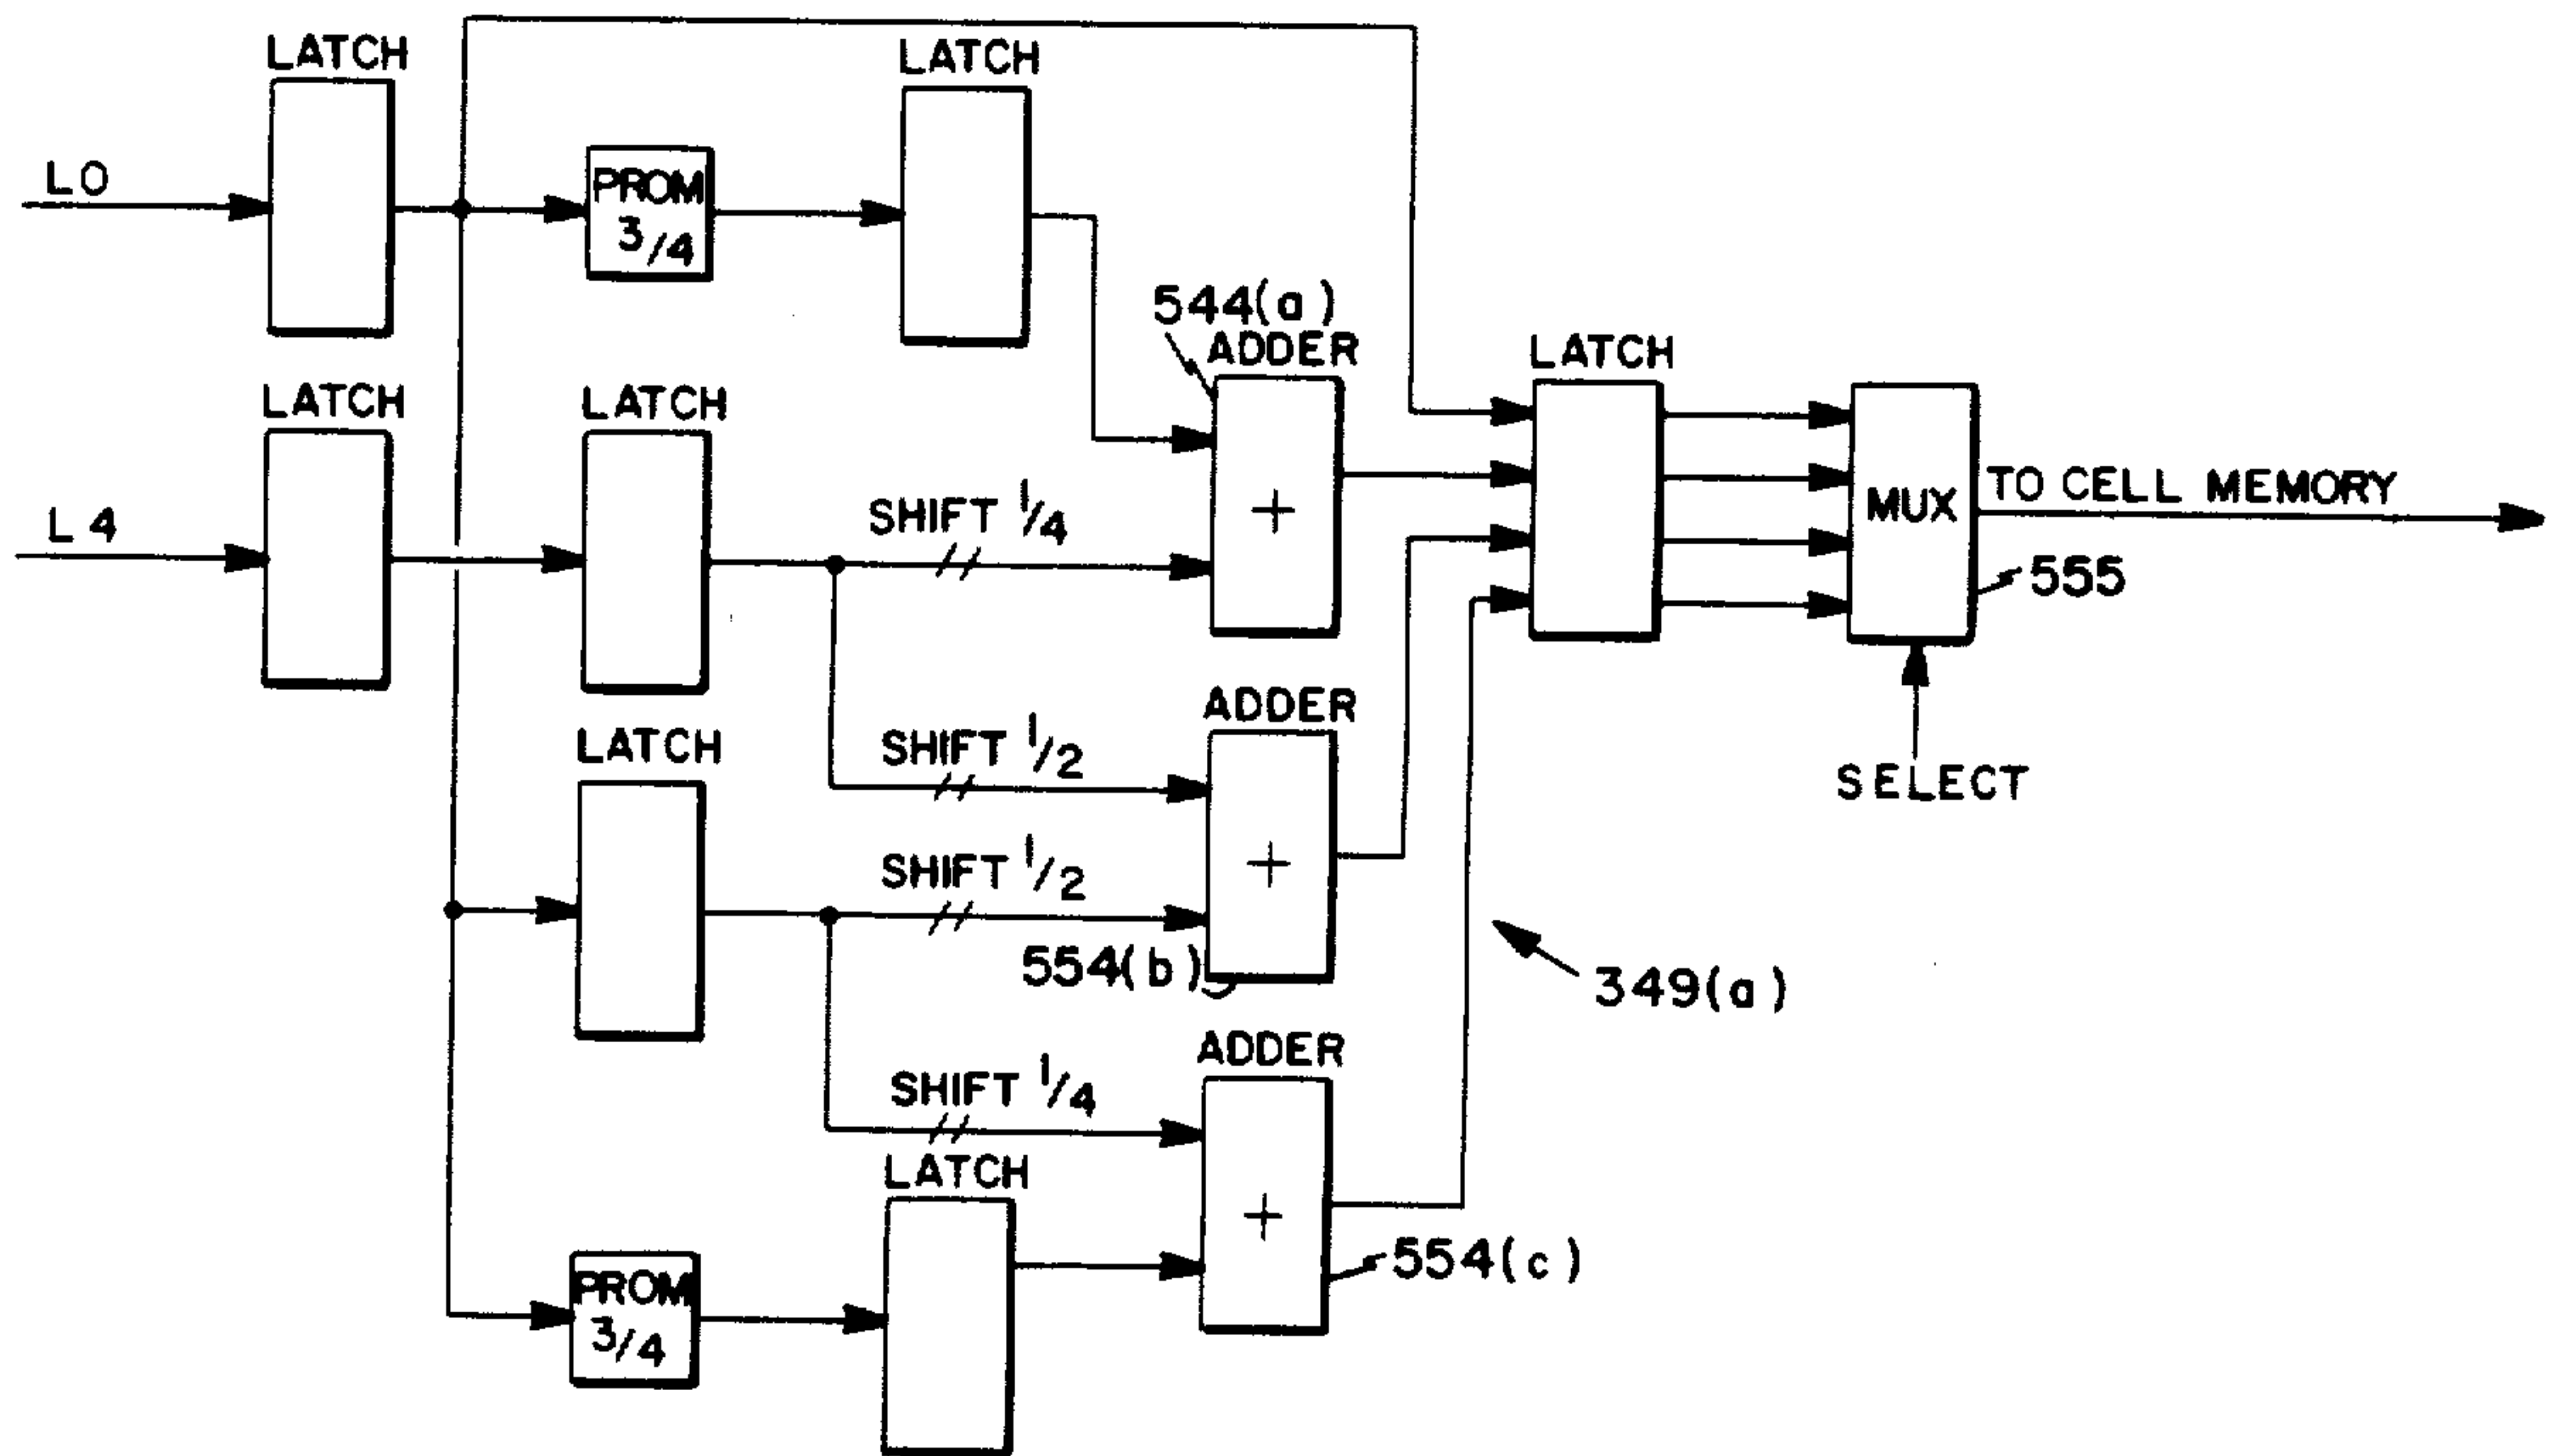 LATCH
LATCH
L0
PROM
3/4
544(a)
ADDER
LATCH
LATCH
LATCH
SHIFT 1/4
+
MUX
TO CELL MEMORY
L4
555
ADDER
LATCH
SHIFT 1/2
SELECT
SHIFT 1/2
+
554(b)
349(a)
ADDER
SHIFT 1/4
LATCH
+
554(c)
PROM
3/4